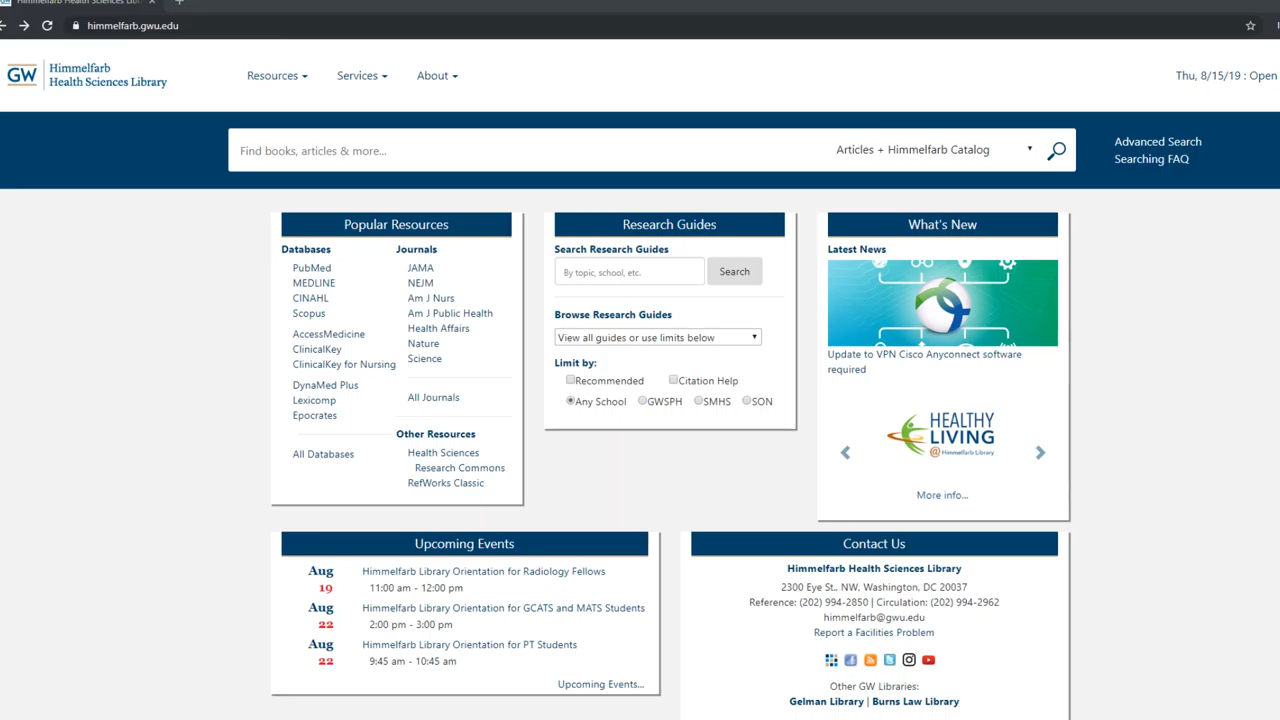 Himmelfarb Health Sciences Libr
himmelfarb.gwu.edu
GW Himmelfarb
Health Sciences Library
Resources
Services
About
Thu, 8/15/19 : Open
Find books, articles & more...
Articles + Himmelfarb Catalog
Advanced Search
Searching FAQ
Popular Resources
Databases
PubMed
MEDLINE
CINAHL
Scopus
AccessMedicine
ClinicalKey
ClinicalKey for Nursing
DynaMed Plus
Lexicomp
Epocrates
All Databases
Journals
JAMA
NEJM
Am J Nurs
Am J Public Health
Health Affairs
Nature
Science
All Journals
Other Resources
Health Sciences
Research Commons
RefWorks Classic
Research Guides
Search Research Guides
By topic, school, etc.
Search
Browse Research Guides
View all guides or use limits below
Limit by:
Recommended
Citation Help
Any School
GWSPH
SMHS
SON
What's New
Latest News
Update to VPN Cisco Anyconnect software
required
HEALTHY
LIVING
@ Himmelfarb Library
More info...
Upcoming Events
Aug
19
Himmelfarb Library Orientation for Radiology Fellows
11:00 am - 12:00 pm
Aug
22
Himmelfarb Library Orientation for GCATS and MATS Students
2:00 pm - 3:00 pm
Aug
22
Himmelfarb Library Orientation for PT Students
9:45 am - 10:45 am
Upcoming Events...
Contact Us
Himmelfarb Health Sciences Library
2300 Eye St., NW, Washington, DC 20037
Reference: (202) 994-2850 | Circulation: (202) 994-2962
himmelfarb@gwu.edu
Report a Facilities Problem
Other GW Libraries:
Gelman Library | Burns Law Library